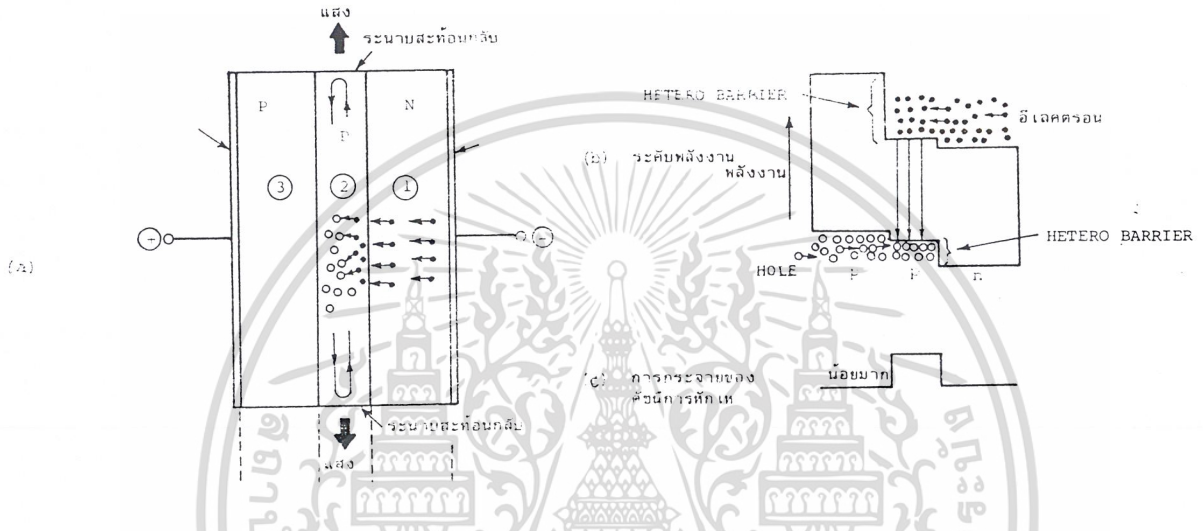 แสง
ระนาบสะท้อนกลับ
P
N
P
3
2
1
+
-
(A)
ระนาบสะท้อนกลับ
แสง
HETERO BARRIER
อีเลคตรอน
(b) ระดับพลังงาน
พลังงาน
HETERO BARRIER
HOLE
P
P
n
(c) การกระจายของ
ดัชนีการหักเห
น้อยมาก